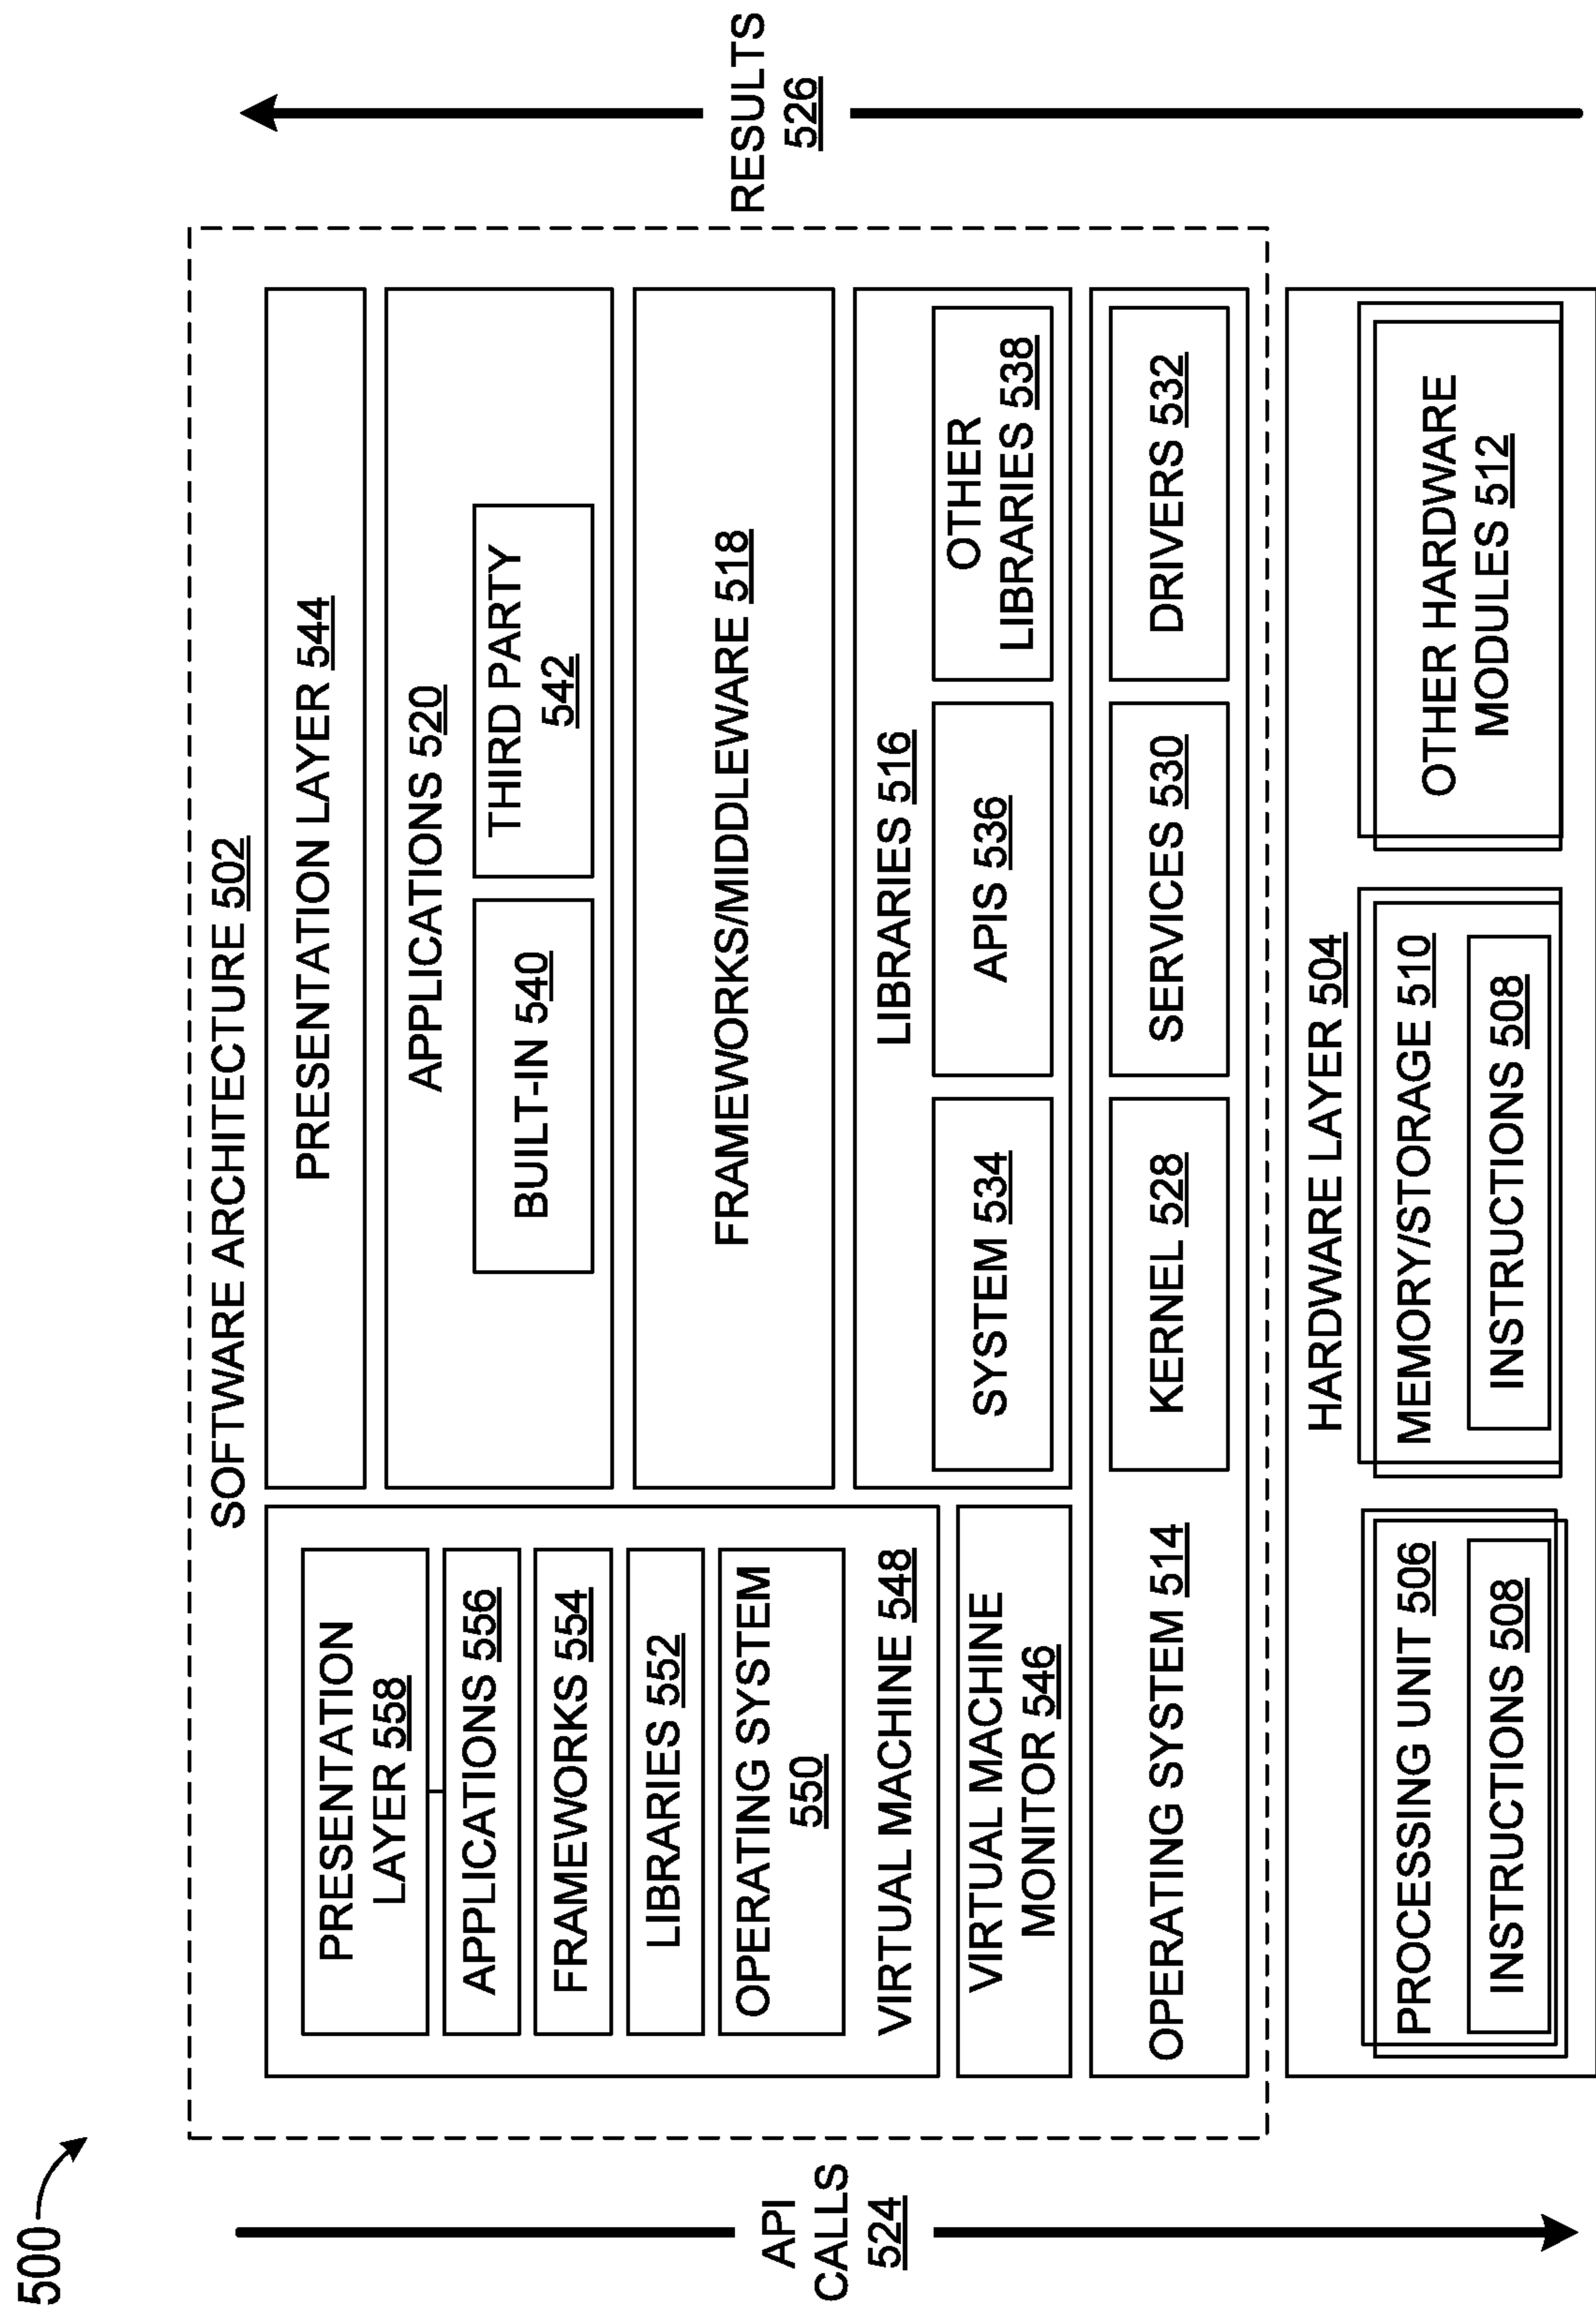 500
SOFTWARE ARCHITECTURE 502
PRESENTATION
LAYER 558
APPLICATIONS 556
FRAMEWORKS 554
LIBRARIES 552
OPERATING SYSTEM
550
VIRTUAL MACHINE 548
VIRTUAL MACHINE
MONITOR 546
PRESENTATION LAYER 544
APPLICATIONS 520
BUILT-IN 540
THIRD PARTY
542
FRAMEWORKS/MIDDLEWARE 518
LIBRARIES 516
SYSTEM 534
APIS 536
OTHER
LIBRARIES 538
OPERATING SYSTEM 514
KERNEL 528
SERVICES 530
DRIVERS 532
HARDWARE LAYER 504
PROCESSING UNIT 506
INSTRUCTIONS 508
MEMORY/STORAGE 510
INSTRUCTIONS 508
OTHER HARDWARE
MODULES 512
API
CALLS
524
RESULTS
526